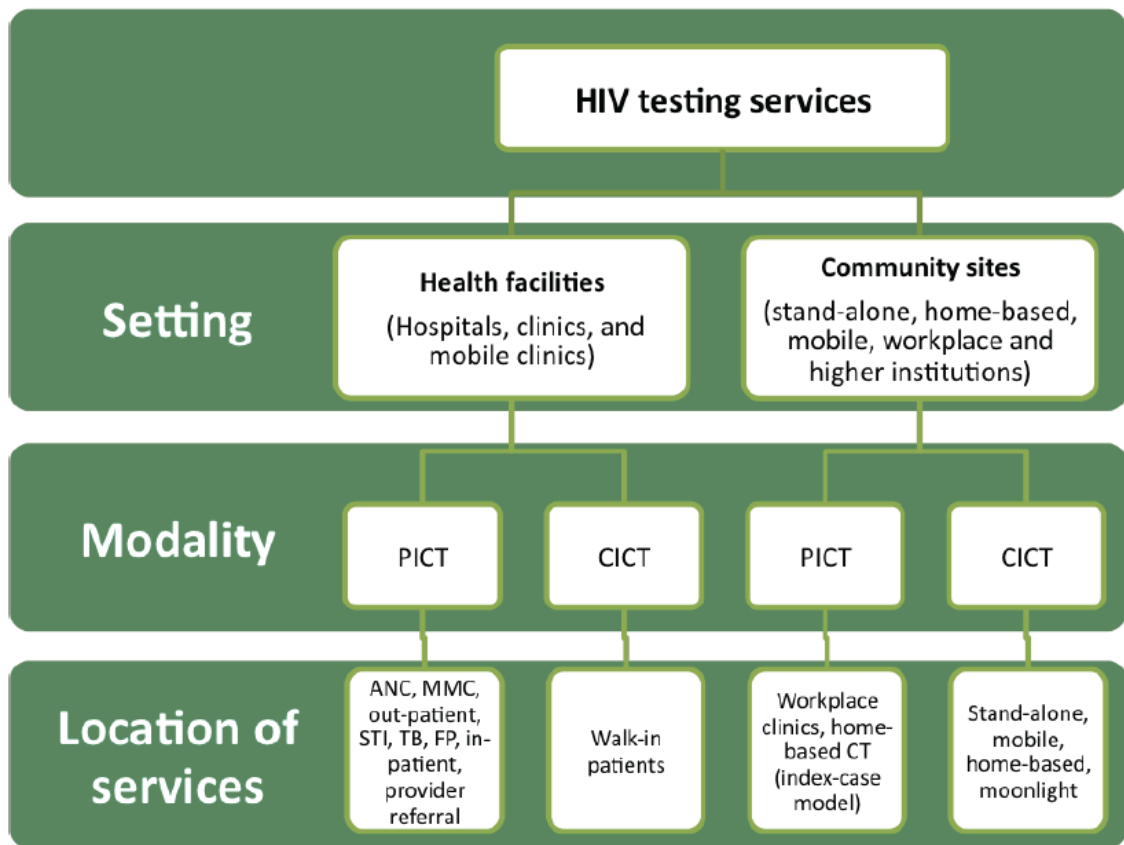 HIV testing services
Setting
Health facilities
(Hospitals, clinics, and
mobile clinics)
Community sites
(stand-alone, home-based,
mobile, workplace and
higher institutions)
Modality
PICT
CICT
PICT
CICT
Location of
services
ANC, MMC,
out-patient,
STI, TB, FP, in-
patient,
provider
referral
Walk-in
patients
Workplace
clinics, home-
based CT
(index-case
model)
Stand-alone,
mobile,
home-based,
moonlight